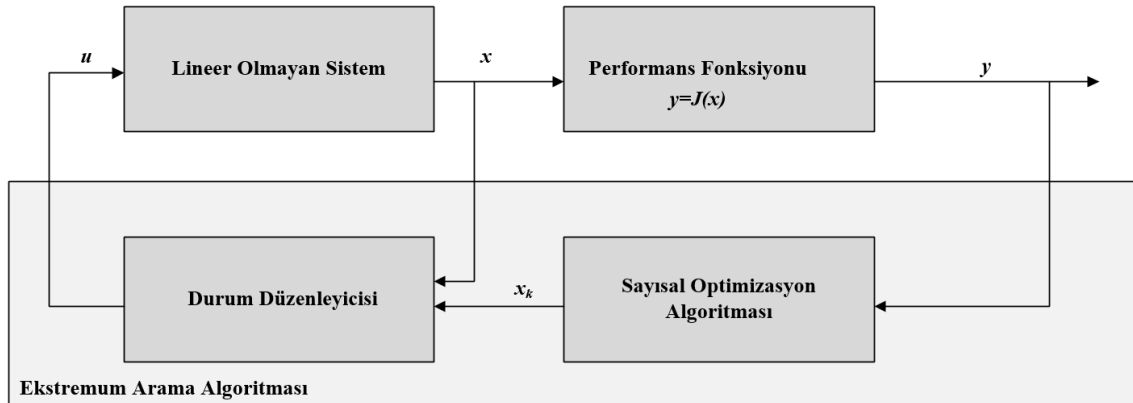 u
Lineer Olmayan Sistem
x
Performans Fonksiyonu
y=J(x)
y
Durum Düzenleyicisi
x_k
Sayısal Optimizasyon
Algoritması
Ekstremum Arama Algoritması